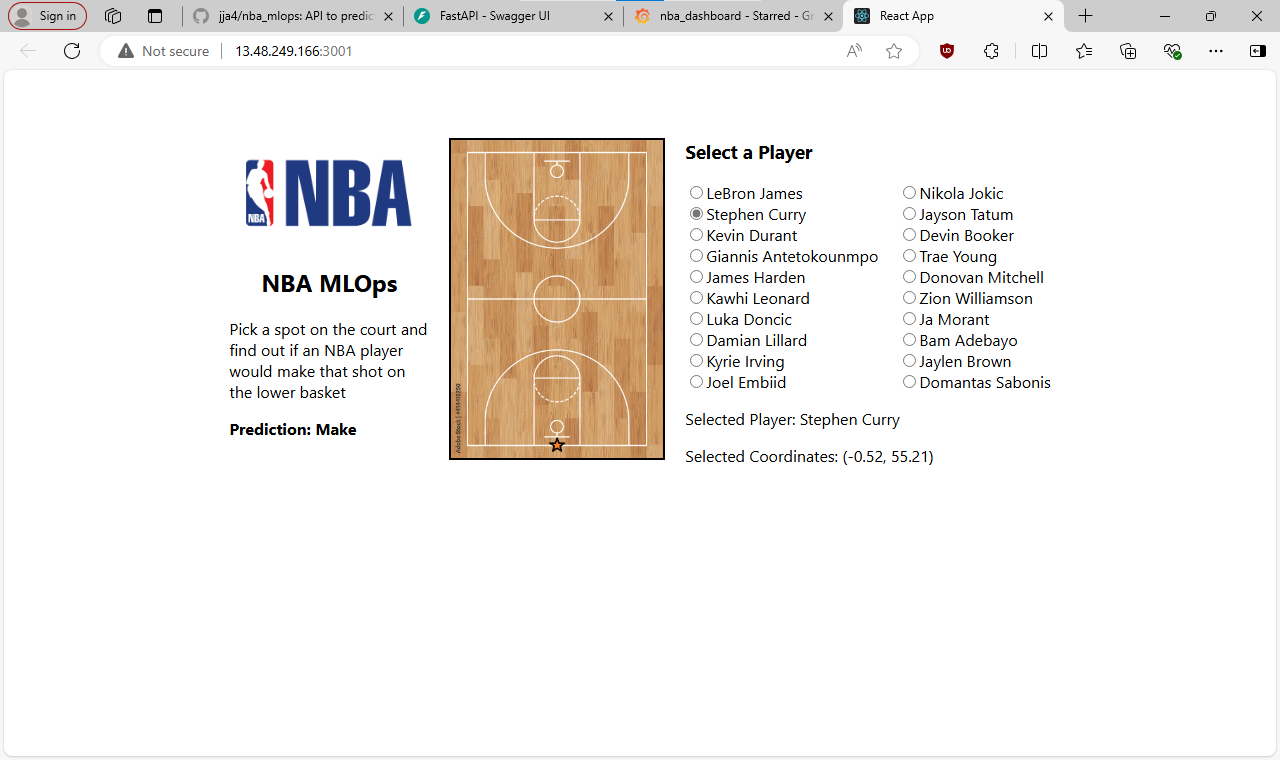 Sign in
jja4/nba_mlops: API to predic
FastAPI - Swagger UI
nba_dashboard - Starred - Gr
React App
Not secure
13.48.249.166:3001
NBA
NBA
NBA MLOps
Pick a spot on the court and
find out if an NBA player
would make that shot on
the lower basket
Prediction: Make
Select a Player
LeBron James
Stephen Curry
Kevin Durant
Giannis Antetokounmpo
James Harden
Kawhi Leonard
Luka Doncic
Damian Lillard
Kyrie Irving
Joel Embiid
Nikola Jokic
Jayson Tatum
Devin Booker
Trae Young
Donovan Mitchell
Zion Williamson
Ja Morant
Bam Adebayo
Jaylen Brown
Domantas Sabonis
Selected Player: Stephen Curry
Selected Coordinates: (-0.52, 55.21)